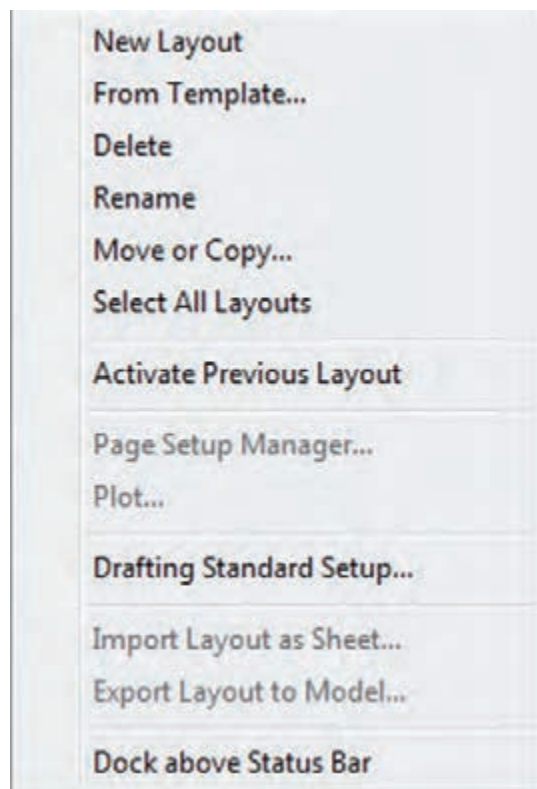 New Layout
From Template...
Delete
Rename
Move or Copy...
Select All Layouts
Activate Previous Layout
Page Setup Manager...
Plot...
Drafting Standard Setup...
Import Layout as Sheet...
Export Layout to Model...
Dock above Status Bar